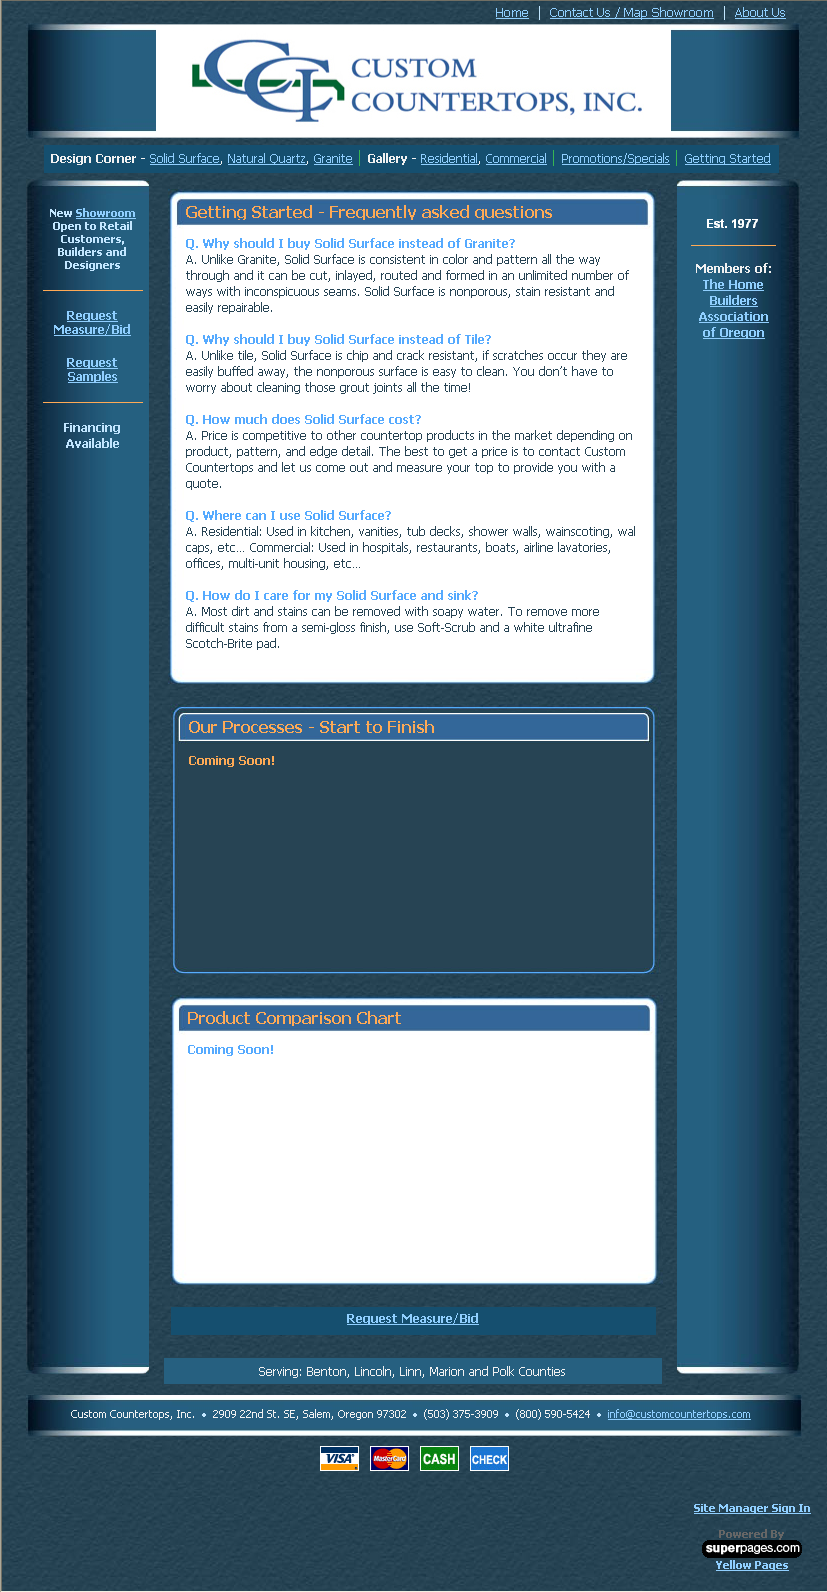 Home | Contact Us / Map Showroom | About Us
CUSTOM
COUNTERTOPS, INC.
Design Corner - Solid Surface, Natural Quartz, Granite | Gallery - Residential, Commercial | Promotions/Specials | Getting Started
New Showroom
Open to Retail
Customers,
Builders and
Designers
Request
Measure/Bid
Request
Samples
Financing
Available
Getting Started - Frequently asked questions
Q. Why should I buy Solid Surface instead of Granite?
A. Unlike Granite, Solid Surface is consistent in color and pattern all the way
through and it can be cut, inlayed, routed and formed in an unlimited number of
ways with inconspicuous seams. Solid Surface is nonporous, stain resistant and
easily repairable.
Q. Why should I buy Solid Surface instead of Tile?
A. Unlike tile, Solid Surface is chip and crack resistant, if scratches occur they are
easily buffed away, the nonporous surface is easy to clean. You don't have to
worry about cleaning those grout joints all the time!
Q. How much does Solid Surface cost?
A. Price is competitive to other countertop products in the market depending on
product, pattern, and edge detail. The best to get a price is to contact Custom
Countertops and let us come out and measure your top to provide you with a
quote.
Q. Where can I use Solid Surface?
A. Residential: Used in kitchen, vanities, tub decks, shower walls, wainscoting, wal
caps, etc... Commercial: Used in hospitals, restaurants, boats, airline lavatories,
offices, multi-unit housing, etc...
Q. How do I care for my Solid Surface and sink?
A. Most dirt and stains can be removed with soapy water. To remove more
difficult stains from a semi-gloss finish, use Soft-Scrub and a white ultrafine
Scotch-Brite pad.
Est. 1977
Members of:
The Home
Builders
Association
of Oregon
Our Processes - Start to Finish
Coming Soon!
Product Comparison Chart
Coming Soon!
Request Measure/Bid
Serving: Benton, Lincoln, Linn, Marion and Polk Counties
Custom Countertops, Inc. • 2909 22nd St. SE, Salem, Oregon 97302 • (503) 375-3909 • (800) 590-5424 • info@customcountertops.com
VISA MasterCard CASH CHECK
Site Manager Sign In
Powered By
superpages.com
Yellow Pages